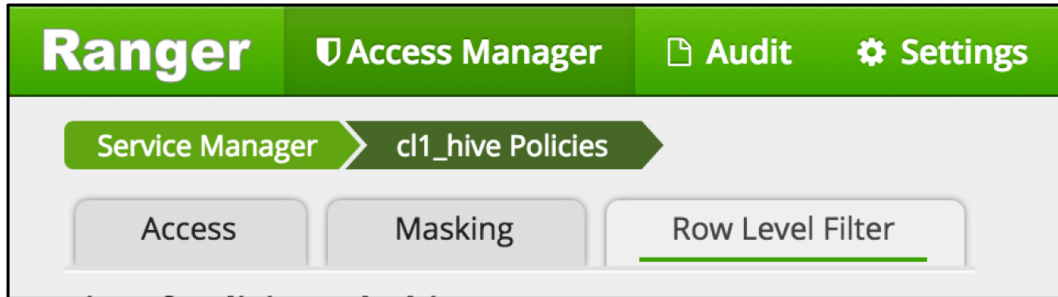 Ranger Access Manager Audit Settings
Service Manager cl1_hive Policies
Access Masking Row Level Filter